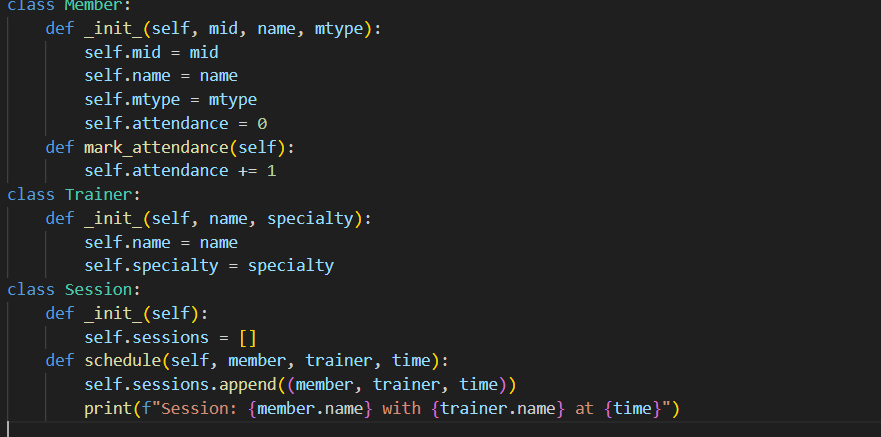 class Member:
    def _init_(self, mid, name, mtype):
        self.mid = mid
        self.name = name
        self.mtype = mtype
        self.attendance = 0
    def mark_attendance(self):
        self.attendance += 1
class Trainer:
    def _init_(self, name, specialty):
        self.name = name
        self.specialty = specialty
class Session:
    def _init_(self):
        self.sessions = []
    def schedule(self, member, trainer, time):
        self.sessions.append((member, trainer, time))
        print(f"Session: {member.name} with {trainer.name} at {time}")